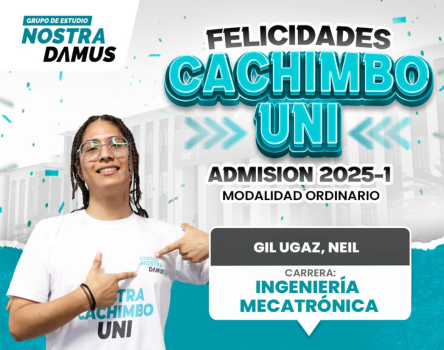 GRUPO DE ESTUDIO
NOSTRA
DAMUS
FELICIDADES
CACHIMBO
UNI
ADMISION 2025-1
MODALIDAD ORDINARIO
GIL UGAZ, NEIL
CARRERA:
INGENIERÍA
MECATRÓNICA
NOSTRA
DAMUS
STRA
CACHIMBO
UNI